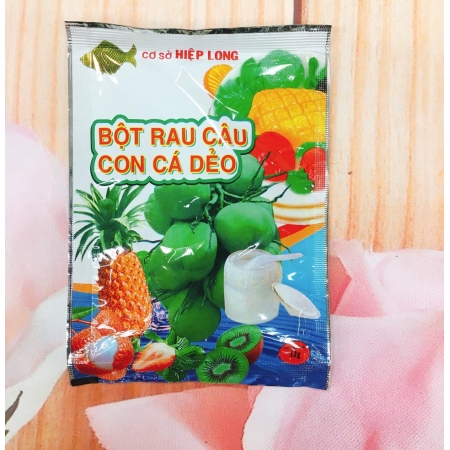 CƠ SỞ HIỆP LONG
BỘT RAU CÂU
CON CÁ DẺO